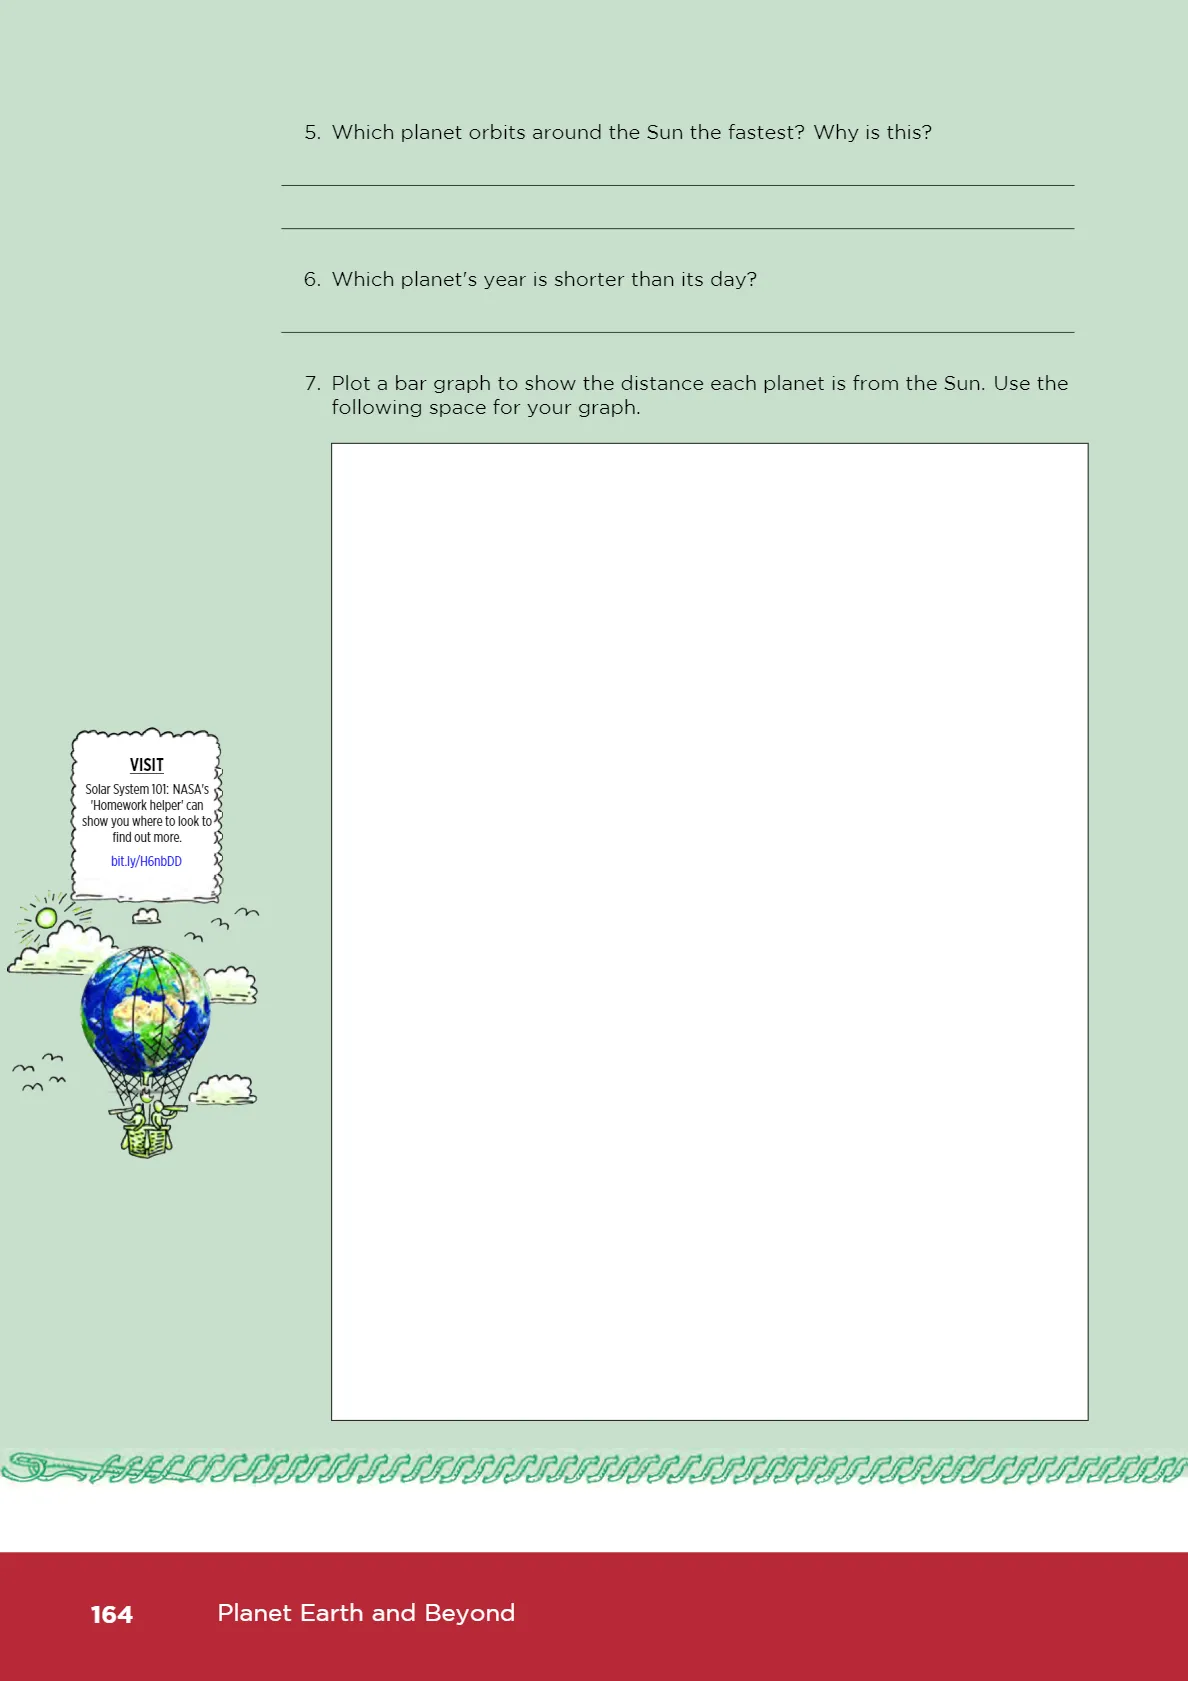 5. Which planet orbits around the Sun the fastest? Why is this?
6. Which planet's year is shorter than its day?
7. Plot a bar graph to show the distance each planet is from the Sun. Use the
following space for your graph.
VISIT
Solar System 101: NASA's
'Homework helper' can
show you where to look to
find out more.
bit.ly/H6nbDD
164 Planet Earth and Beyond